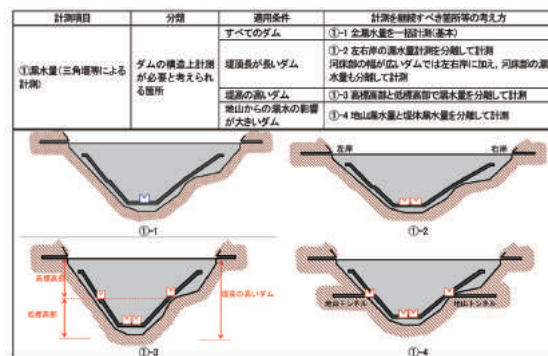 計測項目 分類 適用条件 計測を継続すべき箇所等の考え方
①漏水量(三角堰等による計測)
ダムの構造上計測が必要と考えられる箇所
すべてのダム ①-1 全漏水量を一括計測(基本)
堤頂長が長いダム ①-2 左右岸の漏水量計測を分離して計測
河床部の幅が広いダムでは左右岸に加え、河床部の漏水量も分離して計測
堤高の高いダム ①-3 高標高部と低標高部で漏水量を分離して計測
地山からの漏水の影響が大きいダム ①-4 地山漏水量と堤体漏水量を分離して計測
左岸 右岸
①-1 ①-2
高標高部
低標高部
堤高の高いダム
地山トンネル 地山トンネル
①-3 ①-4